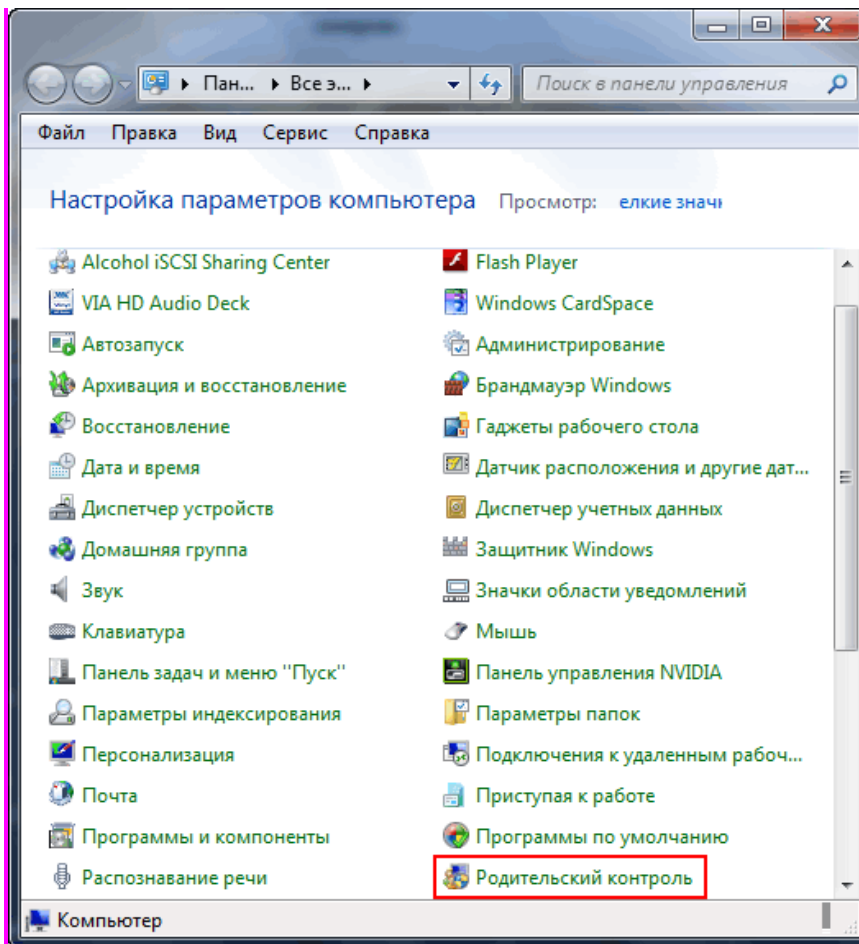 Пан... Все э... Поиск в панели управления
Файл Правка Вид Сервис Справка
Настройка параметров компьютера Просмотр: елкие значк
Alcohol iSCSI Sharing Center Flash Player
VIA HD Audio Deck Windows CardSpace
Автозапуск Администрирование
Архивация и восстановление Брандмауэр Windows
Восстановление Гаджеты рабочего стола
Дата и время Датчик расположения и другие дат...
Диспетчер устройств Диспетчер учетных данных
Домашняя группа Защитник Windows
Звук Значки области уведомлений
Клавиатура Мышь
Панель задач и меню "Пуск" Панель управления NVIDIA
Параметры индексирования Параметры папок
Персонализация Подключения к удаленным рабоч...
Почта Приступая к работе
Программы и компоненты Программы по умолчанию
Распознавание речи Родительский контроль
Компьютер